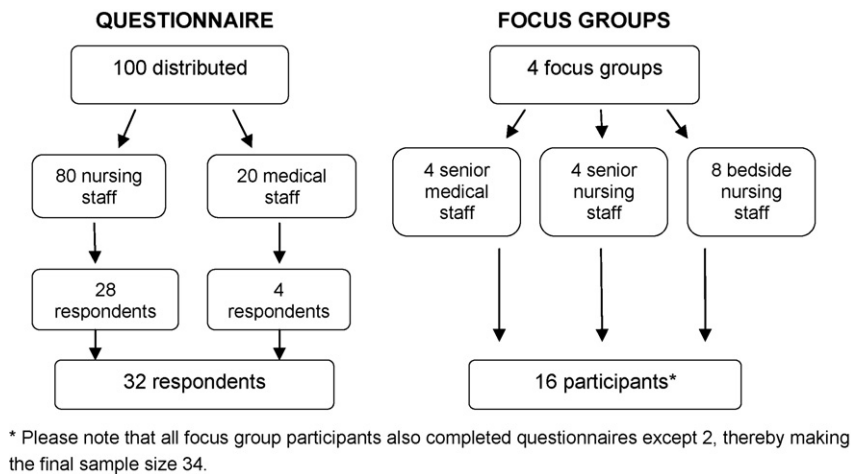 QUESTIONNAIRE
100 distributed
80 nursing
staff
20 medical
staff
28
respondents
4
respondents
32 respondents
FOCUS GROUPS
4 focus groups
4 senior
medical
staff
4 senior
nursing
staff
8 bedside
nursing
staff
16 participants*
* Please note that all focus group participants also completed questionnaires except 2, thereby making
the final sample size 34.